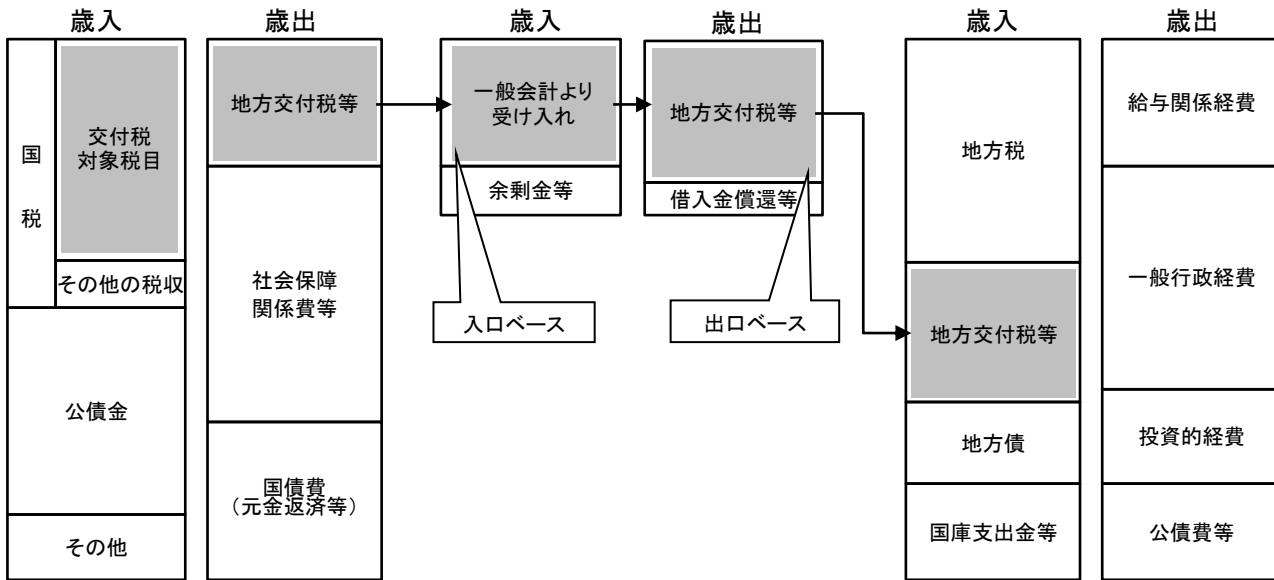 歳入
国
税
交付税
対象税目
その他の税収
公債金
その他
歳出
地方交付税等
社会保障
関係費等
国債費
（元金返済等）
歳入
一般会計より
受け入れ
余剰金等
入口ベース
歳出
地方交付税等
借入金償還等
出口ベース
歳入
地方税
地方交付税等
地方債
国庫支出金等
歳出
給与関係経費
一般行政経費
投資的経費
公債費等